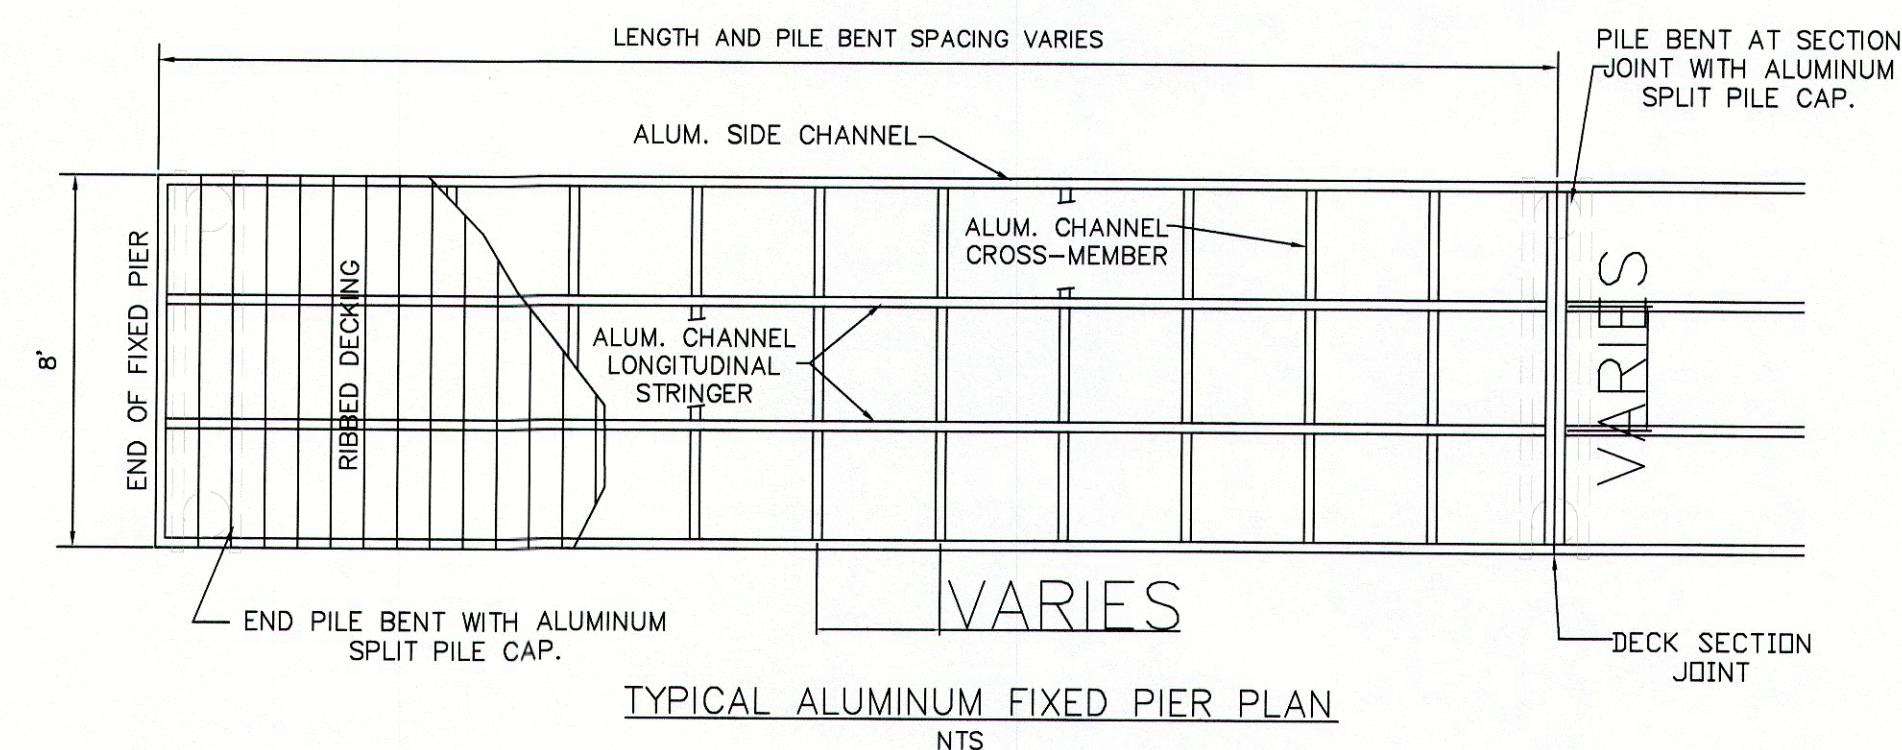 LENGTH AND PILE BENT SPACING VARIES
PILE BENT AT SECTION
JOINT WITH ALUMINUM
SPLIT PILE CAP.
ALUM. SIDE CHANNEL
ALUM. CHANNEL
CROSS-MEMBER
8'
END OF FIXED PIER
RIBBED DECKING
ALUM. CHANNEL
LONGITUDINAL
STRINGER
VARIES
VARIES
END PILE BENT WITH ALUMINUM
SPLIT PILE CAP.
DECK SECTION
JOINT
TYPICAL ALUMINUM FIXED PIER PLAN
NTS